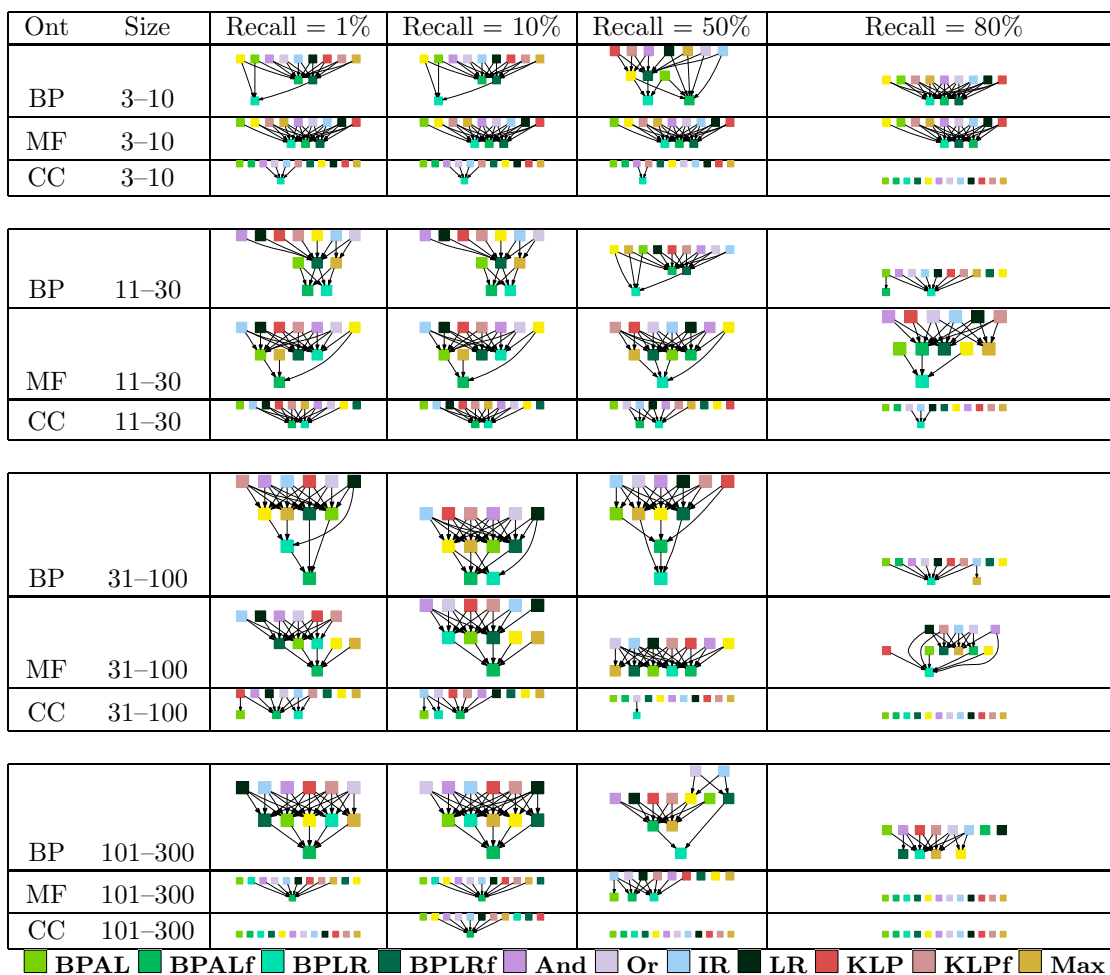 Ont Size Recall = 1% Recall = 10% Recall = 50% Recall = 80%
BP 3–10
MF 3–10
CC 3–10
BP 11–30
MF 11–30
CC 11–30
BP 31–100
MF 31–100
CC 31–100
BP 101–300
MF 101–300
CC 101–300
BPAL BPALf BPLR BPLRf And Or IR LR KLP KLPf Max